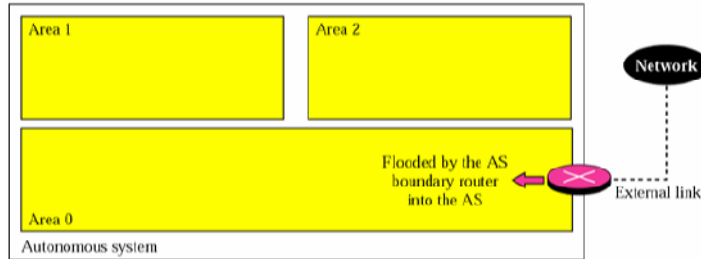 Area 1
Area 2
Network
Flooded by the AS
boundary router
into the AS
External link
Area 0
Autonomous system